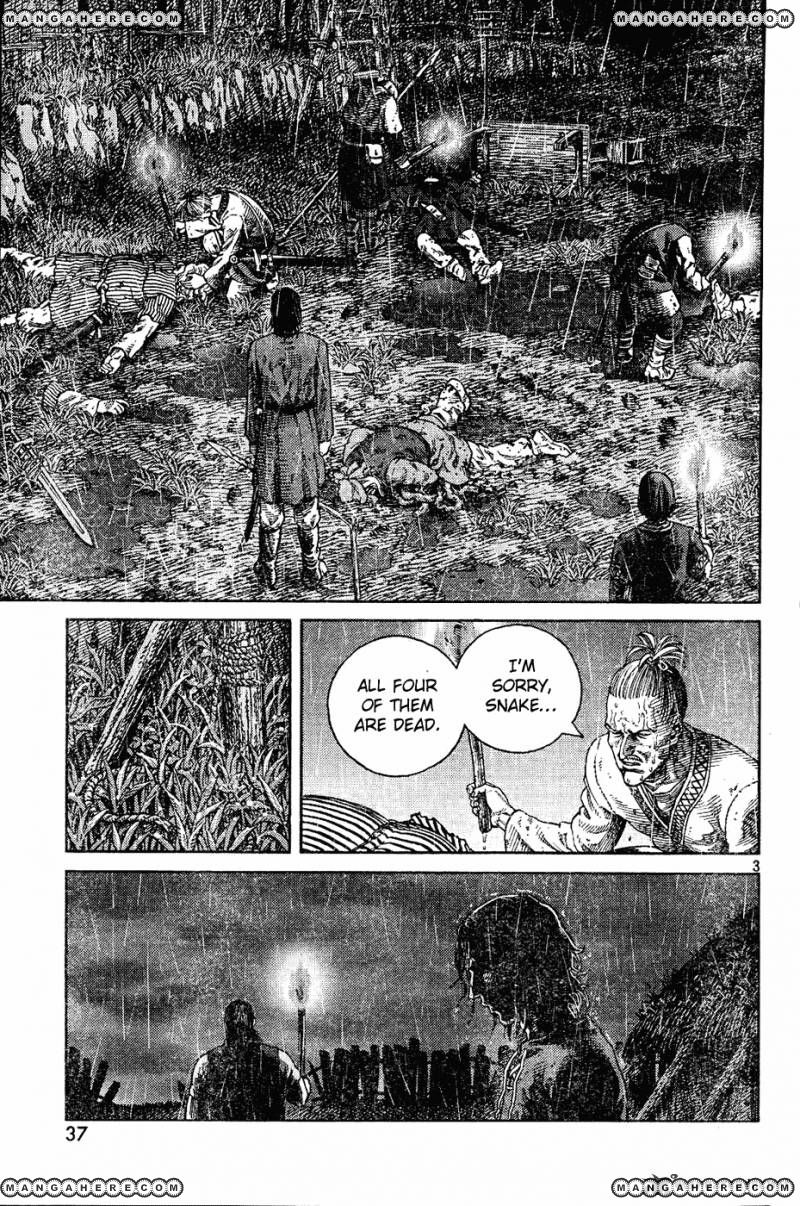 MANGAHERE.COM
MANGAHERE.COM
I'M
SORRY,
SNAKE...
ALL FOUR
OF THEM
ARE DEAD.
3
37
MANGAHERE.COM
MANGAHERE.COM